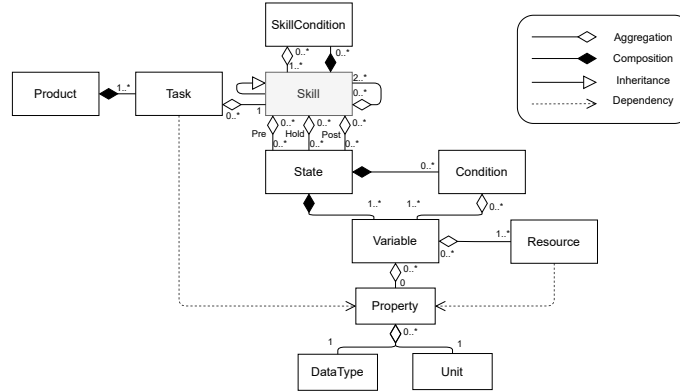 SkillCondition
Aggregation
Composition
Inheritance
Dependency
0..*
0..*
1..*
2..*
Product
1..*
Task
Skill
0..*
0..*
1
Pre
0..*
Hold
0..*
Post
0..*
0..*
0..*
0..*
State
0..*
Condition
1..*
1..*
0..*
Variable
1..*
Resource
0..*
0..*
0
Property
0..*
1
1
DataType
Unit